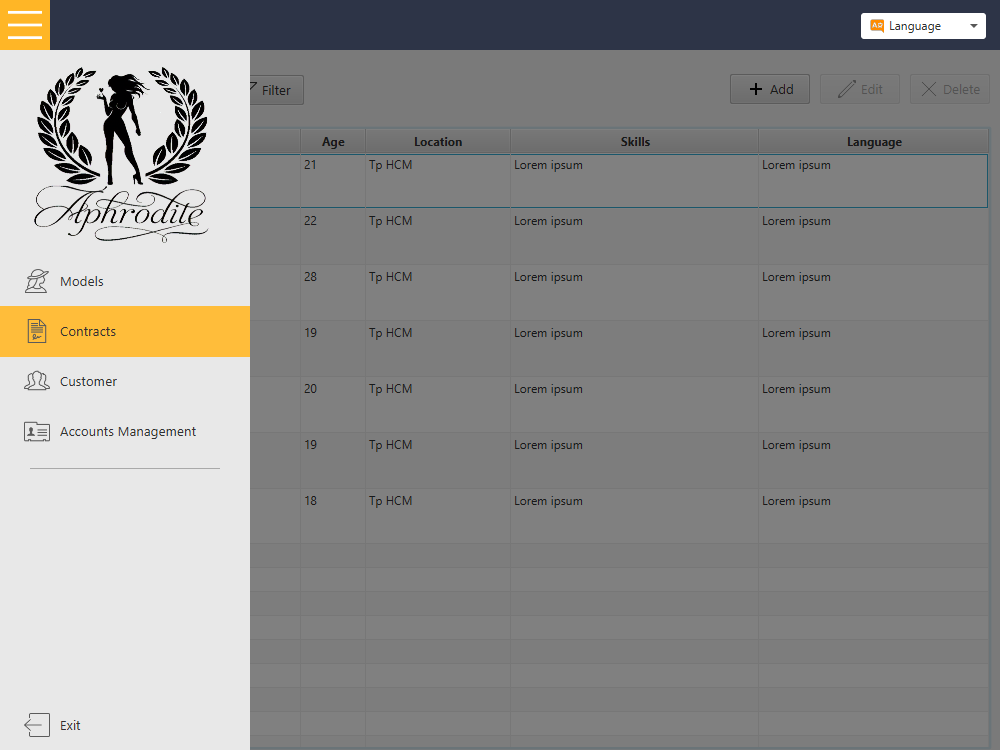 Language
Aphrodite
Models
Contracts
Customer
Accounts Management
Exit
Filter
Add
Edit
Delete
Age Location Skills Language
21 Tp HCM Lorem ipsum Lorem ipsum
22 Tp HCM Lorem ipsum Lorem ipsum
28 Tp HCM Lorem ipsum Lorem ipsum
19 Tp HCM Lorem ipsum Lorem ipsum
20 Tp HCM Lorem ipsum Lorem ipsum
19 Tp HCM Lorem ipsum Lorem ipsum
18 Tp HCM Lorem ipsum Lorem ipsum